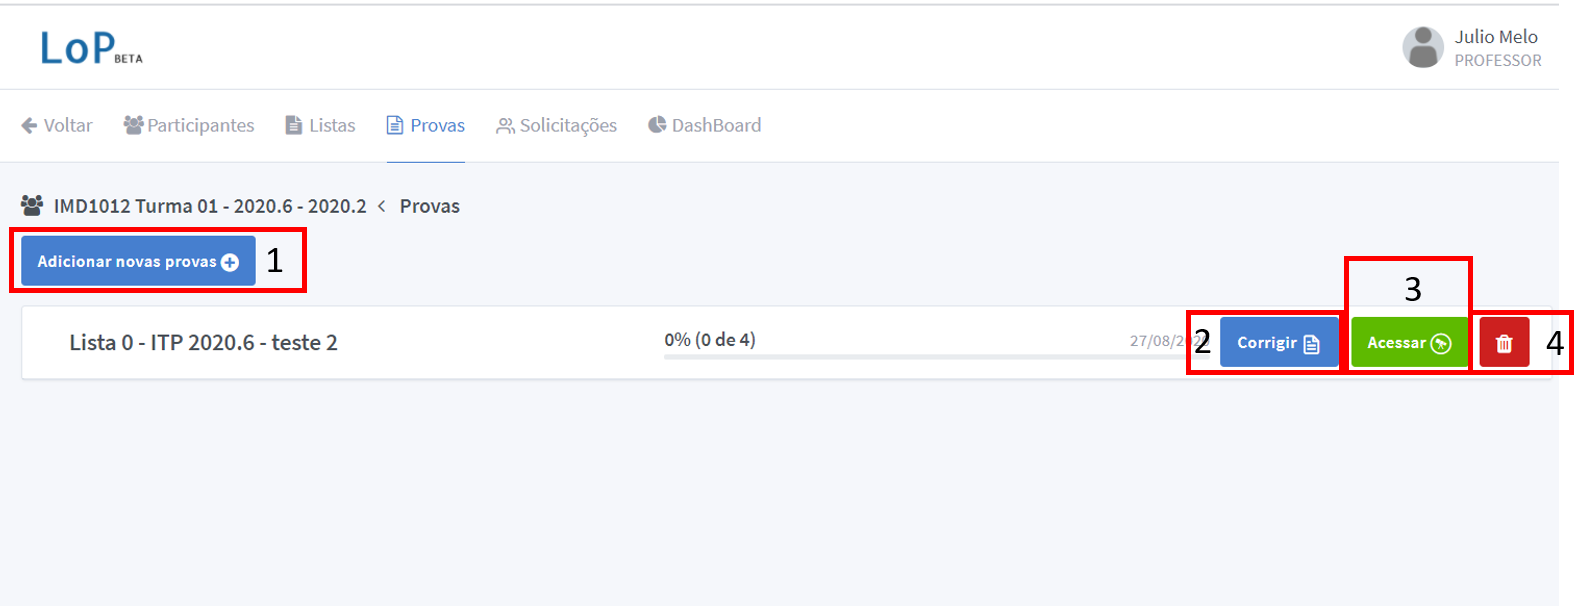 LoP BETA
Julio Melo
PROFESSOR
Voltar Participantes Listas Provas Solicitações DashBoard
IMD1012 Turma 01 - 2020.6 - 2020.2 < Provas
Adicionar novas provas 1
3
Lista 0 - ITP 2020.6 - teste 2 0% (0 de 4) 27/08/2020 2 Corrigir Acessar 4